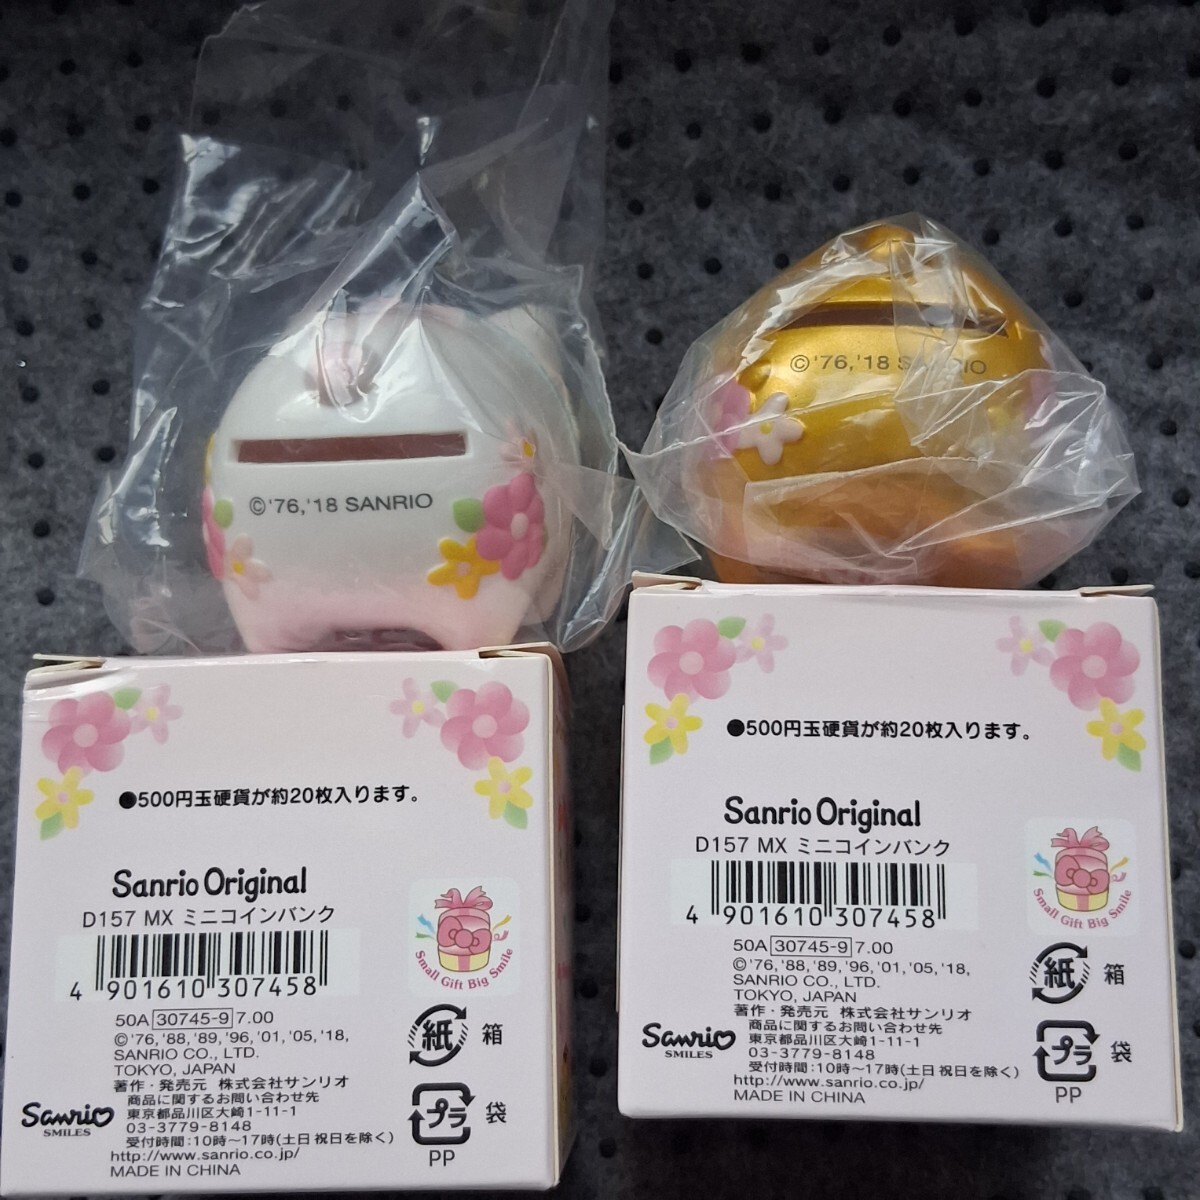 ©'76,'18 SANRIO
©'76,'18 SANRIO
●500円玉硬貨が約20枚入ります。
Sanrio Original
D157 MX ミニコインバンク
4 901610 307458
50A 30745-9 7.00
©'76,'88,'89,'96,'01,'05,'18,
SANRIO CO., LTD.
TOKYO, JAPAN
著作・発売元 株式会社サンリオ
商品に関するお問い合わせ先
東京都品川区大崎1-11-1
03-3779-8148
受付時間:10時～17時(土日祝日を除く)
http://www.sanrio.co.jp/
MADE IN CHINA
Sanrio
SMILES
Small Gift Big Smile
紙 箱
プラ 袋
PP
●500円玉硬貨が約20枚入ります。
Sanrio Original
D157 MX ミニコインバンク
4 901610 307458
50A 30745-9 7.00
©'76,'88,'89,'96,'01,'05,'18,
SANRIO CO., LTD.
TOKYO, JAPAN
著作・発売元 株式会社サンリオ
商品に関するお問い合わせ先
東京都品川区大崎1-11-1
03-3779-8148
受付時間:10時～17時(土日祝日を除く)
http://www.sanrio.co.jp/
MADE IN CHINA
Sanrio
SMILES
Small Gift Big Smile
紙 箱
プラ 袋
PP